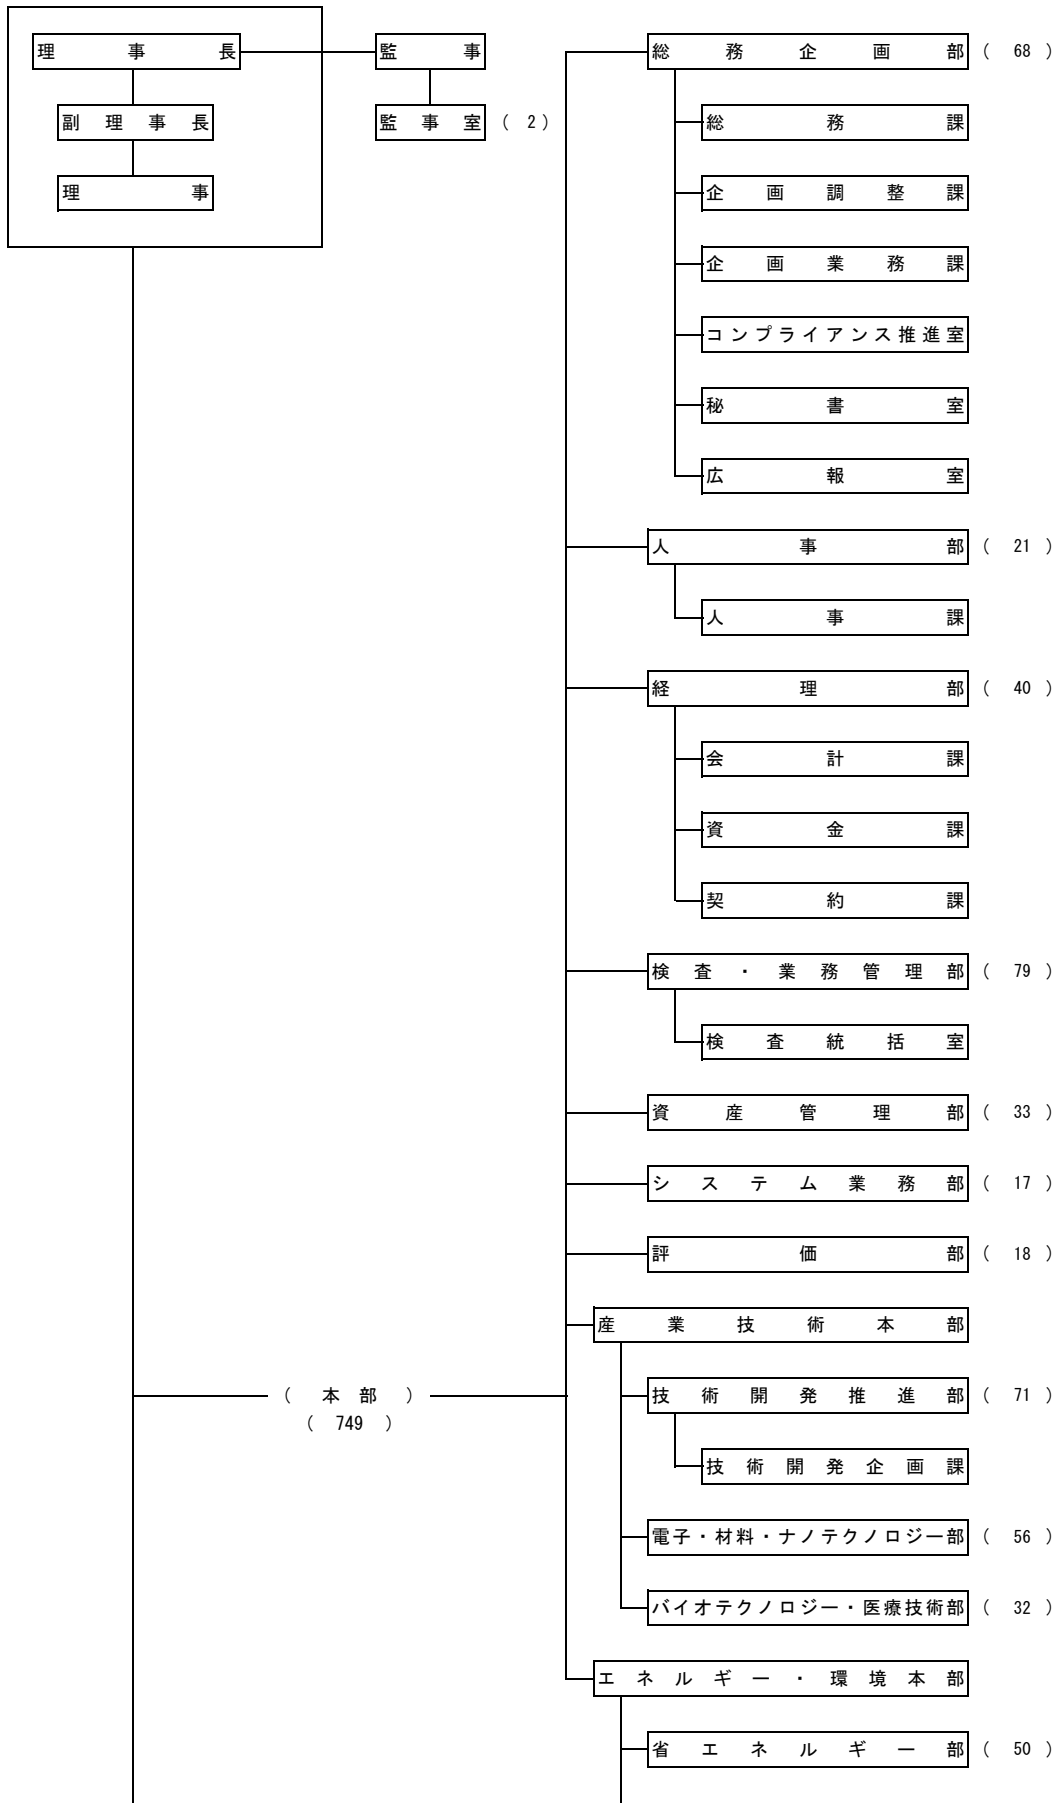 理事長 監事 総務企画部 ( 68 )
副理事長 監事室 ( 2 ) 総務課
理事 企画調整課
企画業務課
コンプライアンス推進室
秘書室
広報室
人事部 ( 21 )
人事課
経理部 ( 40 )
会計課
資金課
契約課
検査・業務管理部 ( 79 )
検査統括室
資産管理部 ( 33 )
システム業務部 ( 17 )
評価部 ( 18 )
産業技術本部
( 本部 ) 技術開発推進部 ( 71 )
( 749 )
技術開発企画課
電子・材料・ナノテクノロジー部 ( 56 )
バイオテクノロジー・医療技術部 ( 32 )
エネルギー・環境本部
省エネルギー部 ( 50 )